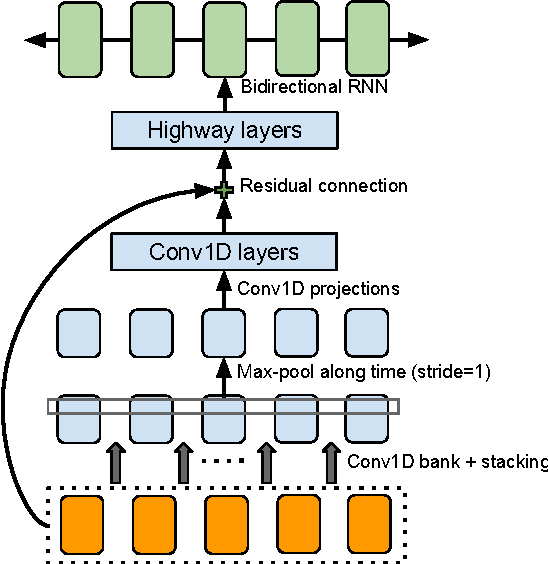 Bidirectional RNN
Highway layers
Residual connection
Conv1D layers
Conv1D projections
Max-pool along time (stride=1)
Conv1D bank + stacking